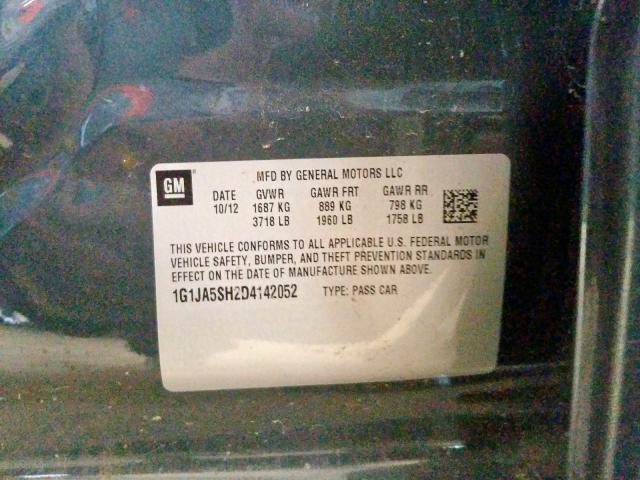 GM
MFD BY GENERAL MOTORS LLC
DATE GVWR GAWR FRT GAWR RR
10/12 1687 KG 889 KG 798 KG
3718 LB 1960 LB 1758 LB
THIS VEHICLE CONFORMS TO ALL APPLICABLE U.S. FEDERAL MOTOR
VEHICLE SAFETY, BUMPER, AND THEFT PREVENTION STANDARDS IN
EFFECT ON THE DATE OF MANUFACTURE SHOWN ABOVE.
1G1JA5SH2D4142052 TYPE: PASS CAR